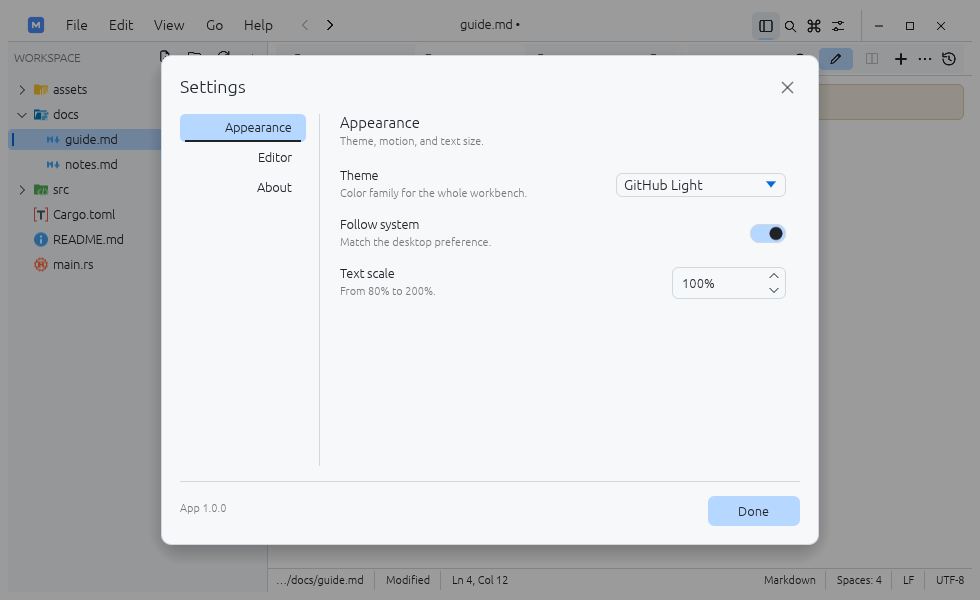 M File Edit View Go Help guide.md •
WORKSPACE
assets
docs
guide.md
notes.md
src
Cargo.toml
README.md
main.rs
Settings
Appearance
Editor
About
Appearance
Theme, motion, and text size.
Theme
Color family for the whole workbench.
GitHub Light
Follow system
Match the desktop preference.
Text scale
From 80% to 200%.
100%
App 1.0.0
Done
.../docs/guide.md Modified Ln 4, Col 12 Markdown Spaces: 4 LF UTF-8